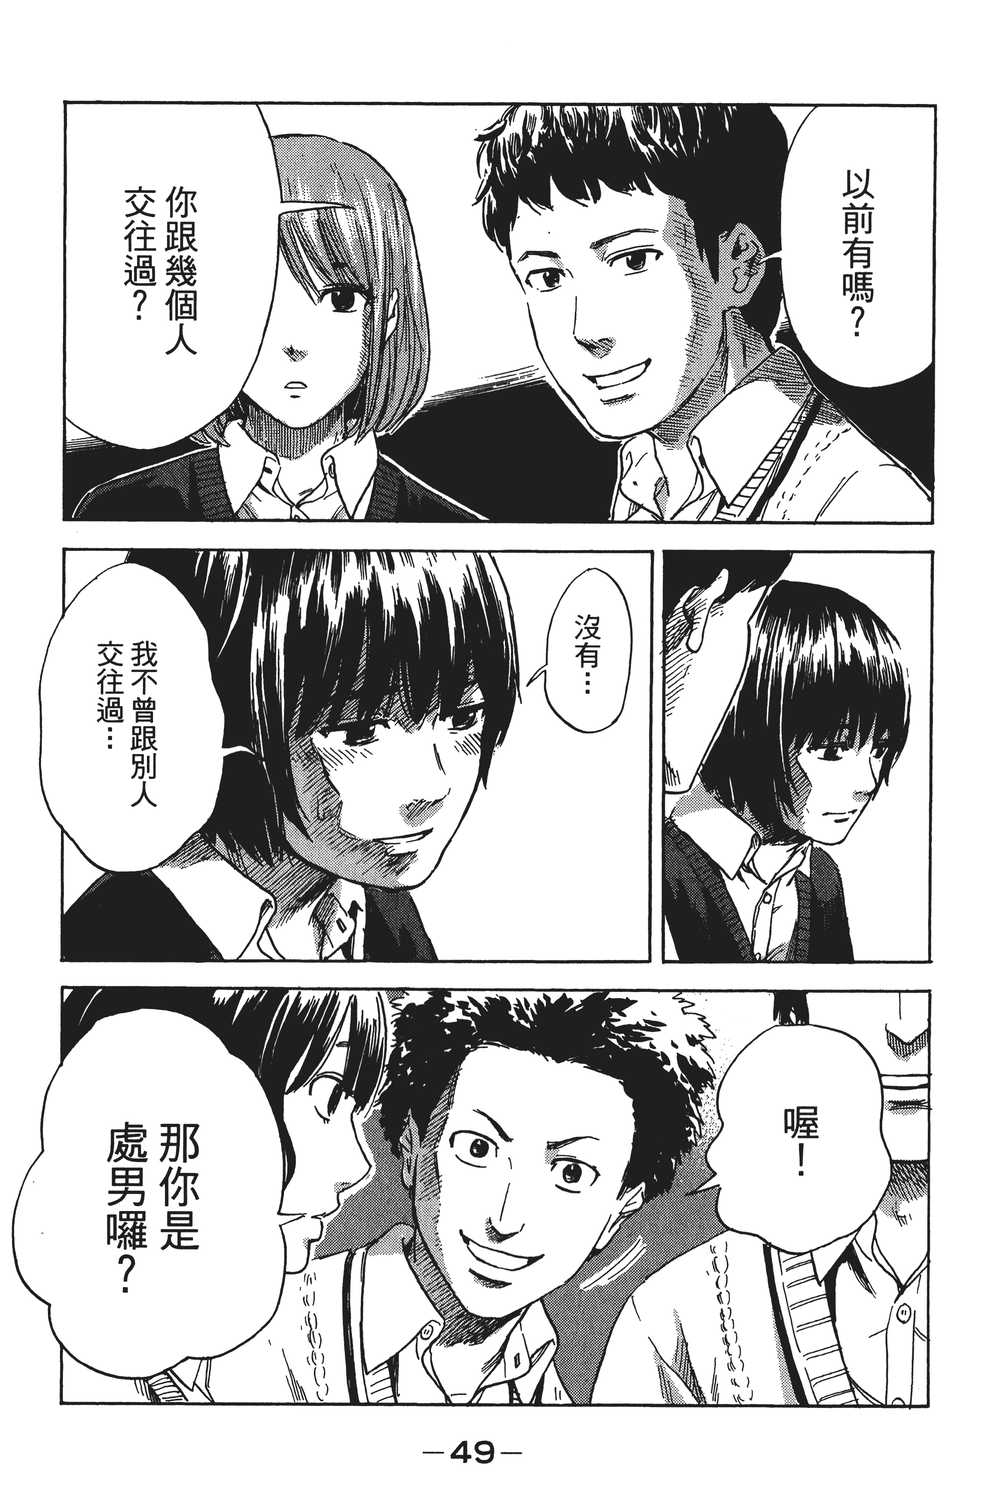 以前有嗎？
你跟幾個人
交往過？
沒有…
我不曾跟別人
交往過…
喔！
那你是
處男囉？
—49—